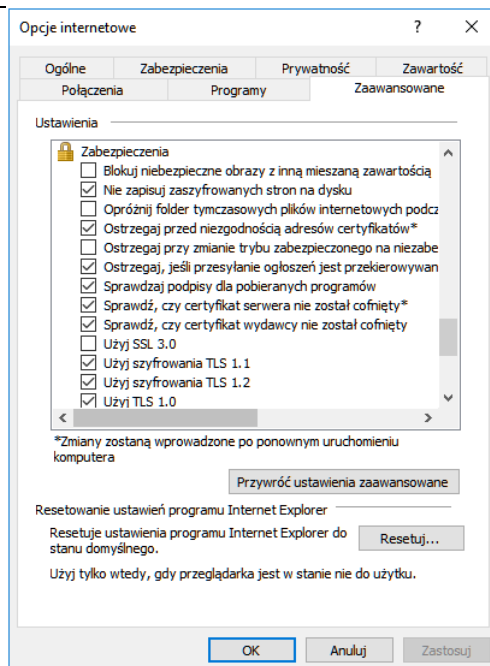 Opcje internetowe
Ogólne Zabezpieczenia Prywatność Zawartość
Połączenia Programy Zaawansowane
Ustawienia
Zabezpieczenia
Blokuj niebezpieczne obrazy z inną mieszaną zawartością
Nie zapisuj zaszyfrowanych stron na dysku
Opróżnij folder tymczasowych plików internetowych podcz
Ostrzegaj przed niezgodnością adresów certyfikatów*
Ostrzegaj przy zmianie trybu zabezpieczonego na niezabe
Ostrzegaj, jeśli przesyłanie ogłoszeń jest przekierowywan
Sprawdzaj podpisy dla pobieranych programów
Sprawdź, czy certyfikat serwera nie został cofnięty*
Sprawdź, czy certyfikat wydawcy nie został cofnięty
Użyj SSL 3.0
Użyj szyfrowania TLS 1.1
Użyj szyfrowania TLS 1.2
Użyj TLS 1.0
*Zmiany zostaną wprowadzone po ponownym uruchomieniu
komputera
Przywróć ustawienia zaawansowane
Resetowanie ustawień programu Internet Explorer
Resetuje ustawienia programu Internet Explorer do
stanu domyślnego.
Resetuj...
Użyj tylko wtedy, gdy przeglądarka jest w stanie nie do użytku.
OK Anuluj Zastosuj